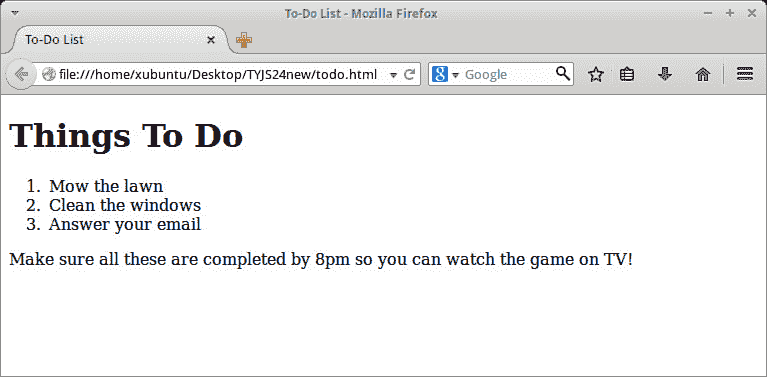 To-Do List - Mozilla Firefox
To-Do List
file:///home/xubuntu/Desktop/TYJS24new/todo.html
8 Google
Things To Do
1. Mow the lawn
2. Clean the windows
3. Answer your email
Make sure all these are completed by 8pm so you can watch the game on TV!